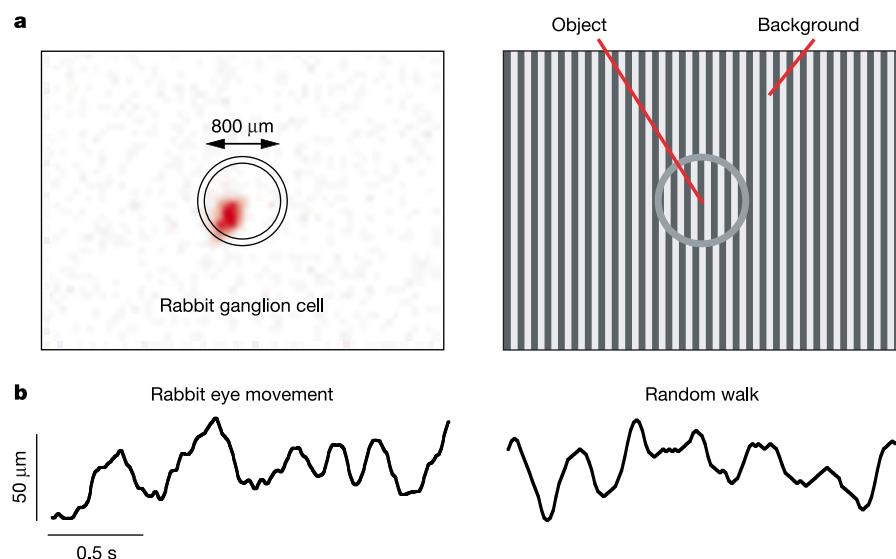 a
Object
Background
800 μm
Rabbit ganglion cell
b
Rabbit eye movement
Random walk
50 μm
0.5 s